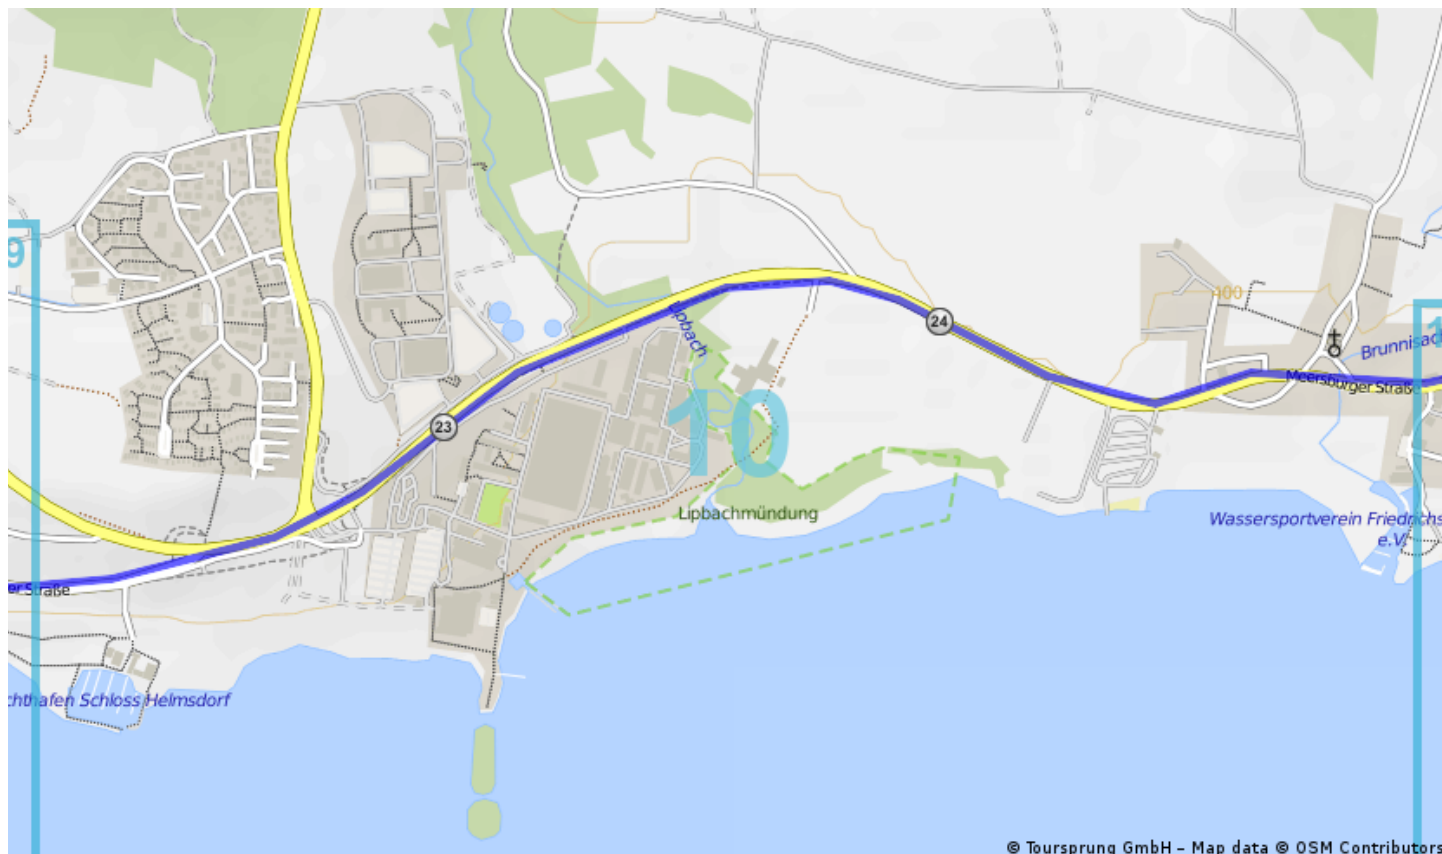 9
400
24
Lipbach
Brunnisach
Meersburger Straße
10
23
Lipbachmündung
Wassersportverein Friedrichs
e.V.
er Straße
chthafen Schloss Helmsdorf
© Toursprung GmbH – Map data © OSM Contributors